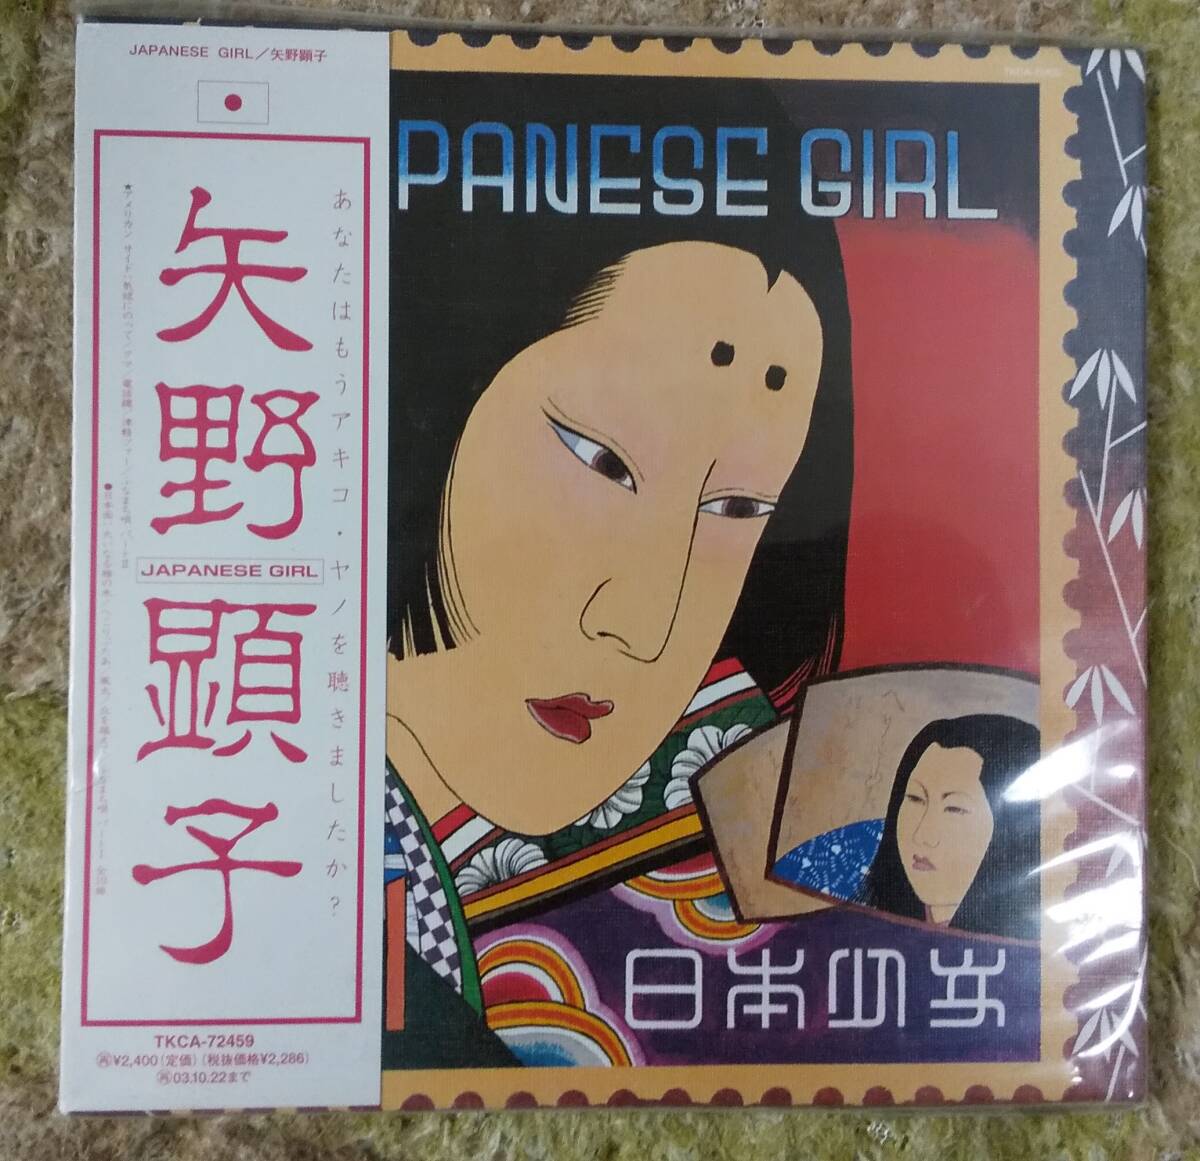 JAPANESE GIRL／矢野顕子
あなたはもうアキコ・ヤノを聴きましたか?
矢野顕子
JAPANESE GIRL
TKCA-72459
¥2,400(定価)(税抜価格¥2,286)
03.10.22まで
PANESE GIRL
日本少女